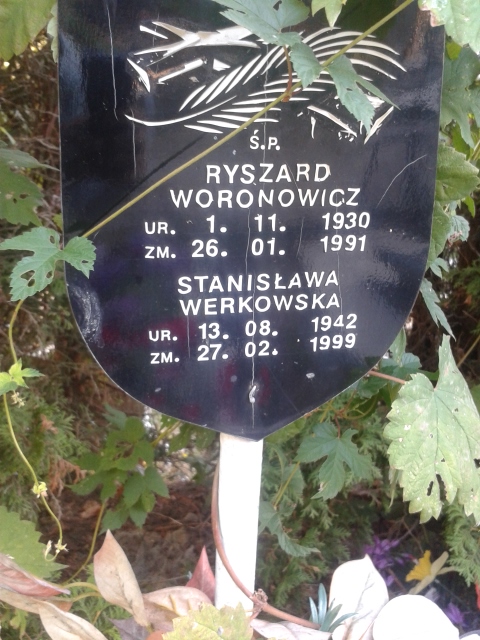 Ś.P.
RYSZARD
WORONOWICZ
UR. 1. 11. 1930
ZM. 26. 01. 1991
STANISŁAWA
WERKOWSKA
UR. 13. 08. 1942
ZM. 27. 02. 1999